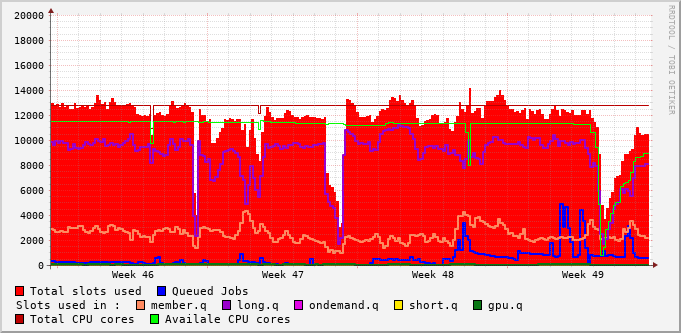 RRDTOOL / TOBI OETIKER
20000
18000
16000
14000
12000
10000
8000
6000
4000
2000
0
Week 46 Week 47 Week 48 Week 49
Total slots used Queued Jobs
Slots used in : member.q long.q ondemand.q short.q gpu.q
Total CPU cores Availale CPU cores